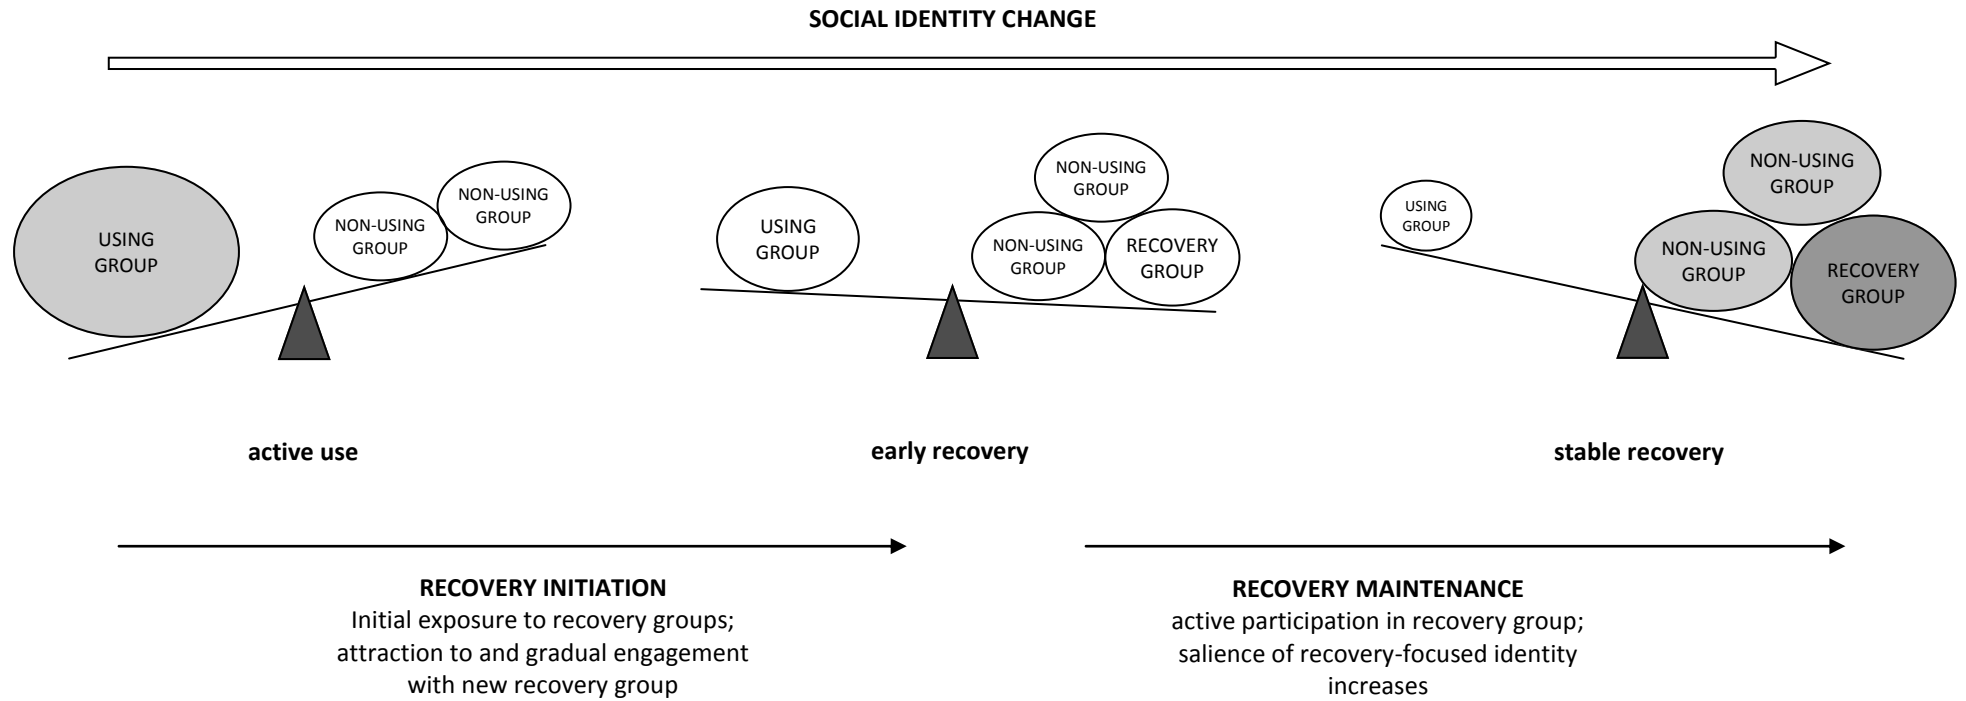 SOCIAL IDENTITY CHANGE
USING
GROUP
NON-USING
GROUP
NON-USING
GROUP
USING
GROUP
NON-USING
GROUP
NON-USING
GROUP
RECOVERY
GROUP
USING
GROUP
NON-USING
GROUP
NON-USING
GROUP
RECOVERY
GROUP
active use
early recovery
stable recovery
RECOVERY INITIATION
Initial exposure to recovery groups;
attraction to and gradual engagement
with new recovery group
RECOVERY MAINTENANCE
active participation in recovery group;
salience of recovery-focused identity
increases